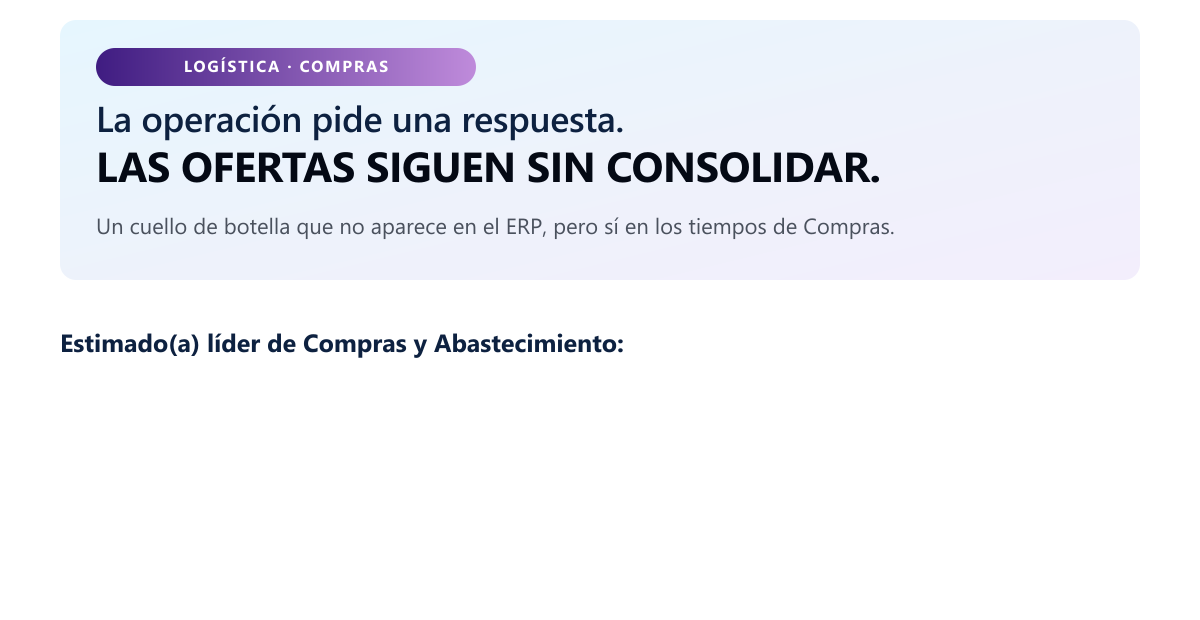 LOGÍSTICA · COMPRAS
La operación pide una respuesta.
LAS OFERTAS SIGUEN SIN CONSOLIDAR.
Un cuello de botella que no aparece en el ERP, pero sí en los tiempos de Compras.
Estimado(a) líder de Compras y Abastecimiento: